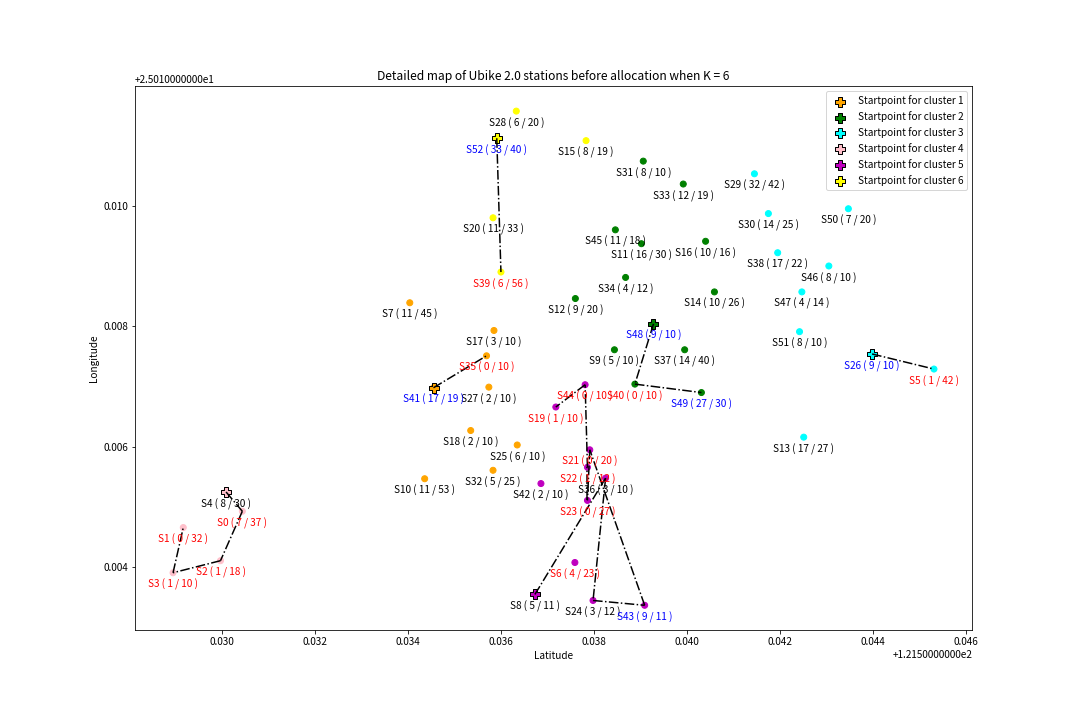 Detailed map of Ubike 2.0 stations before allocation when K = 6
+2.5010000000e1
Startpoint for cluster 1
Startpoint for cluster 2
Startpoint for cluster 3
Startpoint for cluster 4
Startpoint for cluster 5
Startpoint for cluster 6
S28 ( 6 / 20 )
S52 ( 33 / 40 )
S15 ( 8 / 19 )
S31 ( 8 / 10 )
S29 ( 32 / 42 )
S33 ( 12 / 19 )
0.010
S50 ( 7 / 20 )
S30 ( 14 / 25 )
S20 ( 11 / 33 )
S45 ( 11 / 18 )
S11 ( 16 / 30 )
S16 ( 10 / 16 )
S38 ( 17 / 22 )
S46 ( 8 / 10 )
S39 ( 6 / 56 )
S34 ( 4 / 12 )
S14 ( 10 / 26 )
S47 ( 4 / 14 )
S12 ( 9 / 20 )
S7 ( 11 / 45 )
0.008
S48 ( 9 / 10 )
S17 ( 3 / 10 )
S51 ( 8 / 10 )
S9 ( 5 / 10 )
S37 ( 14 / 40 )
S35 ( 0 / 10 )
S26 ( 9 / 10 )
S5 ( 1 / 42 )
Longitude
S41 ( 17 / 19 )
S27 ( 2 / 10 )
S44 ( 0 / 10 )
S40 ( 0 / 10 )
S49 ( 27 / 30 )
S19 ( 1 / 10 )
0.006
S18 ( 2 / 10 )
S13 ( 17 / 27 )
S25 ( 6 / 10 )
S21
/ 20 )
S22
S32 ( 5 / 25 )
S10 ( 11 / 53 )
S36 ( 3 / 10 )
S42 ( 2 / 10 )
S4 ( 8 / 30 )
S23 ( 0 / 27 )
S0 ( 7 / 37 )
S1 ( 0 / 32 )
0.004
S2 ( 1 / 18 )
S3 ( 1 / 10 )
S6 ( 4 / 23 )
S8 ( 5 / 11 )
S24 ( 3 / 12 )
S43 ( 9 / 11 )
0.030
0.032
0.034
0.036
0.038
0.040
0.042
0.044
0.046
Latitude
+1.2150000000e2